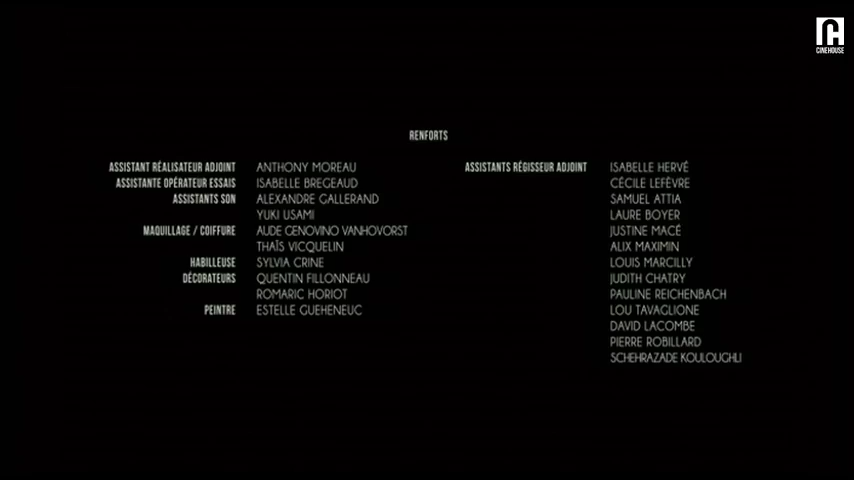 CINEHOUSE
RENFORTS
ASSISTANT RÉALISATEUR ADJOINT ANTHONY MOREAU
ASSISTANTE OPÉRATEUR ESSAIS ISABELLE BREGEAUD
ASSISTANTS SON ALEXANDRE GALLERAND
YUKI USAMI
MAQUILLAGE / COIFFURE AUDE GENOVINO VANHOVORST
THAÏS VICQUELIN
HABILLEUSE SYLVIA CRINE
DÉCORATEURS QUENTIN FILLONNEAU
ROMARIC HORIOT
PEINTRE ESTELLE GUEHENEUC
ASSISTANTS RÉGISSEUR ADJOINT ISABELLE HERVÉ
CÉCILE LEFÈVRE
SAMUEL ATTIA
LAURE BOYER
JUSTINE MACÉ
ALIX MAXIMIN
LOUIS MARCILLY
JUDITH CHATRY
PAULINE REICHENBACH
LOU TAVAGLIONE
DAVID LACOMBE
PIERRE ROBILLARD
SCHEHRAZADE KOULOUGHLI